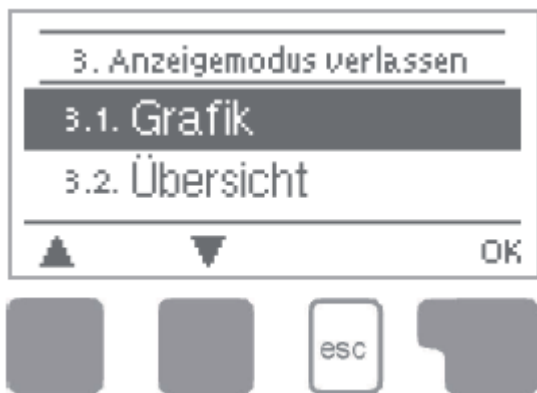 3. Anzeigemodus verlassen
3.1. Grafik
3.2. Übersicht
OK
esc